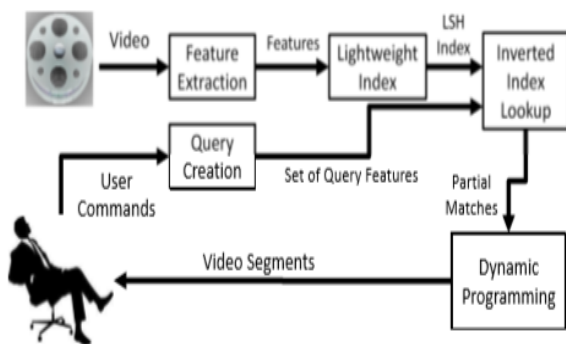 Video
Feature
Extraction
Features
Lightweight
Index
LSH
Index
Inverted
Index
Lookup
Query
Creation
User
Commands
Set of Query Features
Partial
Matches
Video Segments
Dynamic
Programming